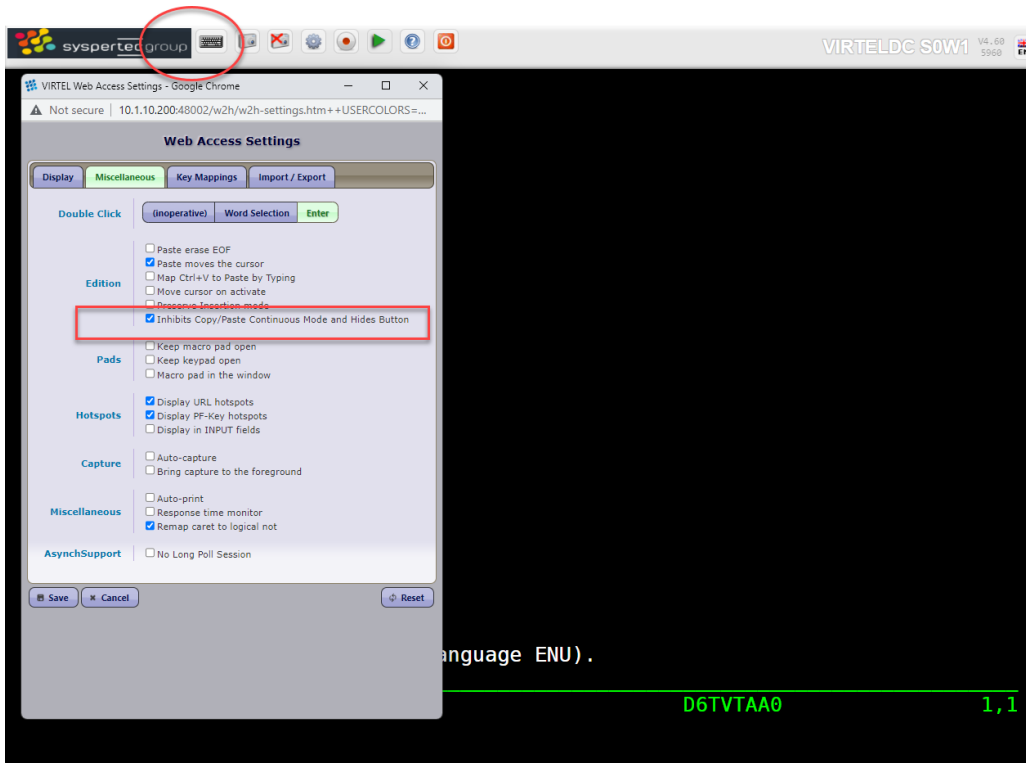 syspertecgroup
VIRTELDC S0W1 V4.60
5960
EN
VIRTEL Web Access Settings - Google Chrome
Not secure | 10.1.10.200:48002/w2h/w2h-settings.htm++USERCOLORS=...
Web Access Settings
Display Miscellaneous Key Mappings Import / Export
Double Click (inoperative) Word Selection Enter
Paste erase EOF
Paste moves the cursor
Map Ctrl+V to Paste by Typing
Edition
Move cursor on activate
Preserve Insertion mode
Inhibits Copy/Paste Continuous Mode and Hides Button
Keep macro pad open
Pads Keep keypad open
Macro pad in the window
Display URL hotspots
Hotspots Display PF-Key hotspots
Display in INPUT fields
Auto-capture
Capture
Bring capture to the foreground
Auto-print
Miscellaneous Response time monitor
Remap caret to logical not
AsynchSupport No Long Poll Session
Save Cancel Reset
anguage ENU).
D6TVTAA0 1,1